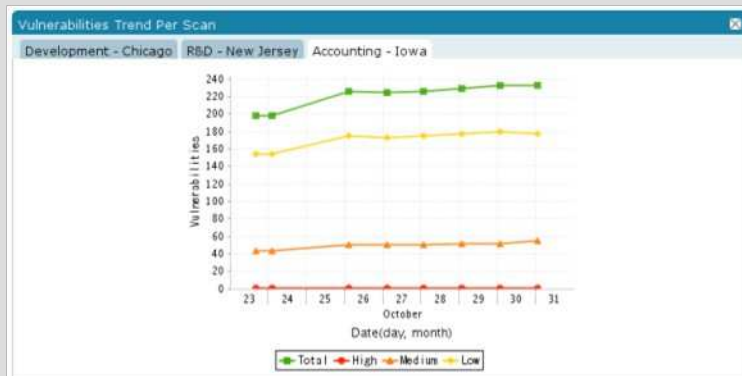 Vulnerabilities Trend Per Scan
Development - Chicago R&D - New Jersey Accounting - Iowa
240
220
200
180
160
140
120
100
80
60
40
20
0
Vulnerabilities
23 24 25 26 27 28 29 30 31
October
Date(day, month)
Total High Medium Low